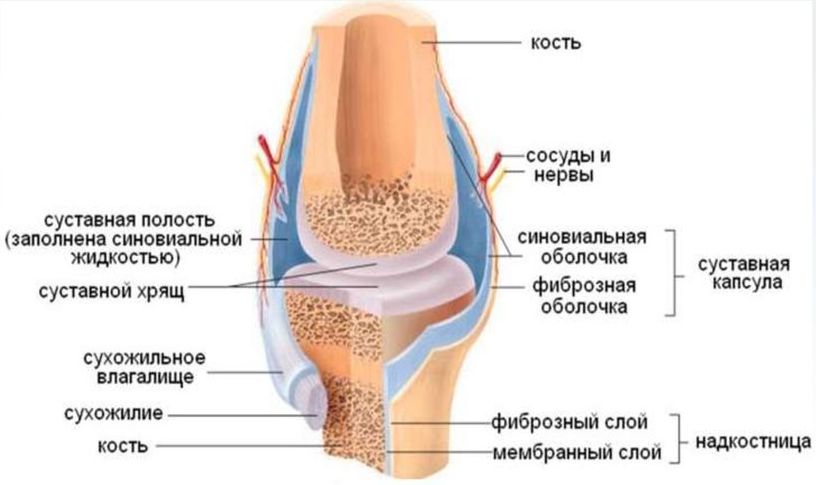 кость
сосуды и
нервы
суставная полость
(заполнена синовиальной
жидкостью)
суставной хрящ
синовиальная
оболочка
фиброзная
оболочка
суставная
капсула
сухожильное
влагалище
сухожилие
кость
фиброзный слой
мембранный слой
надкостница